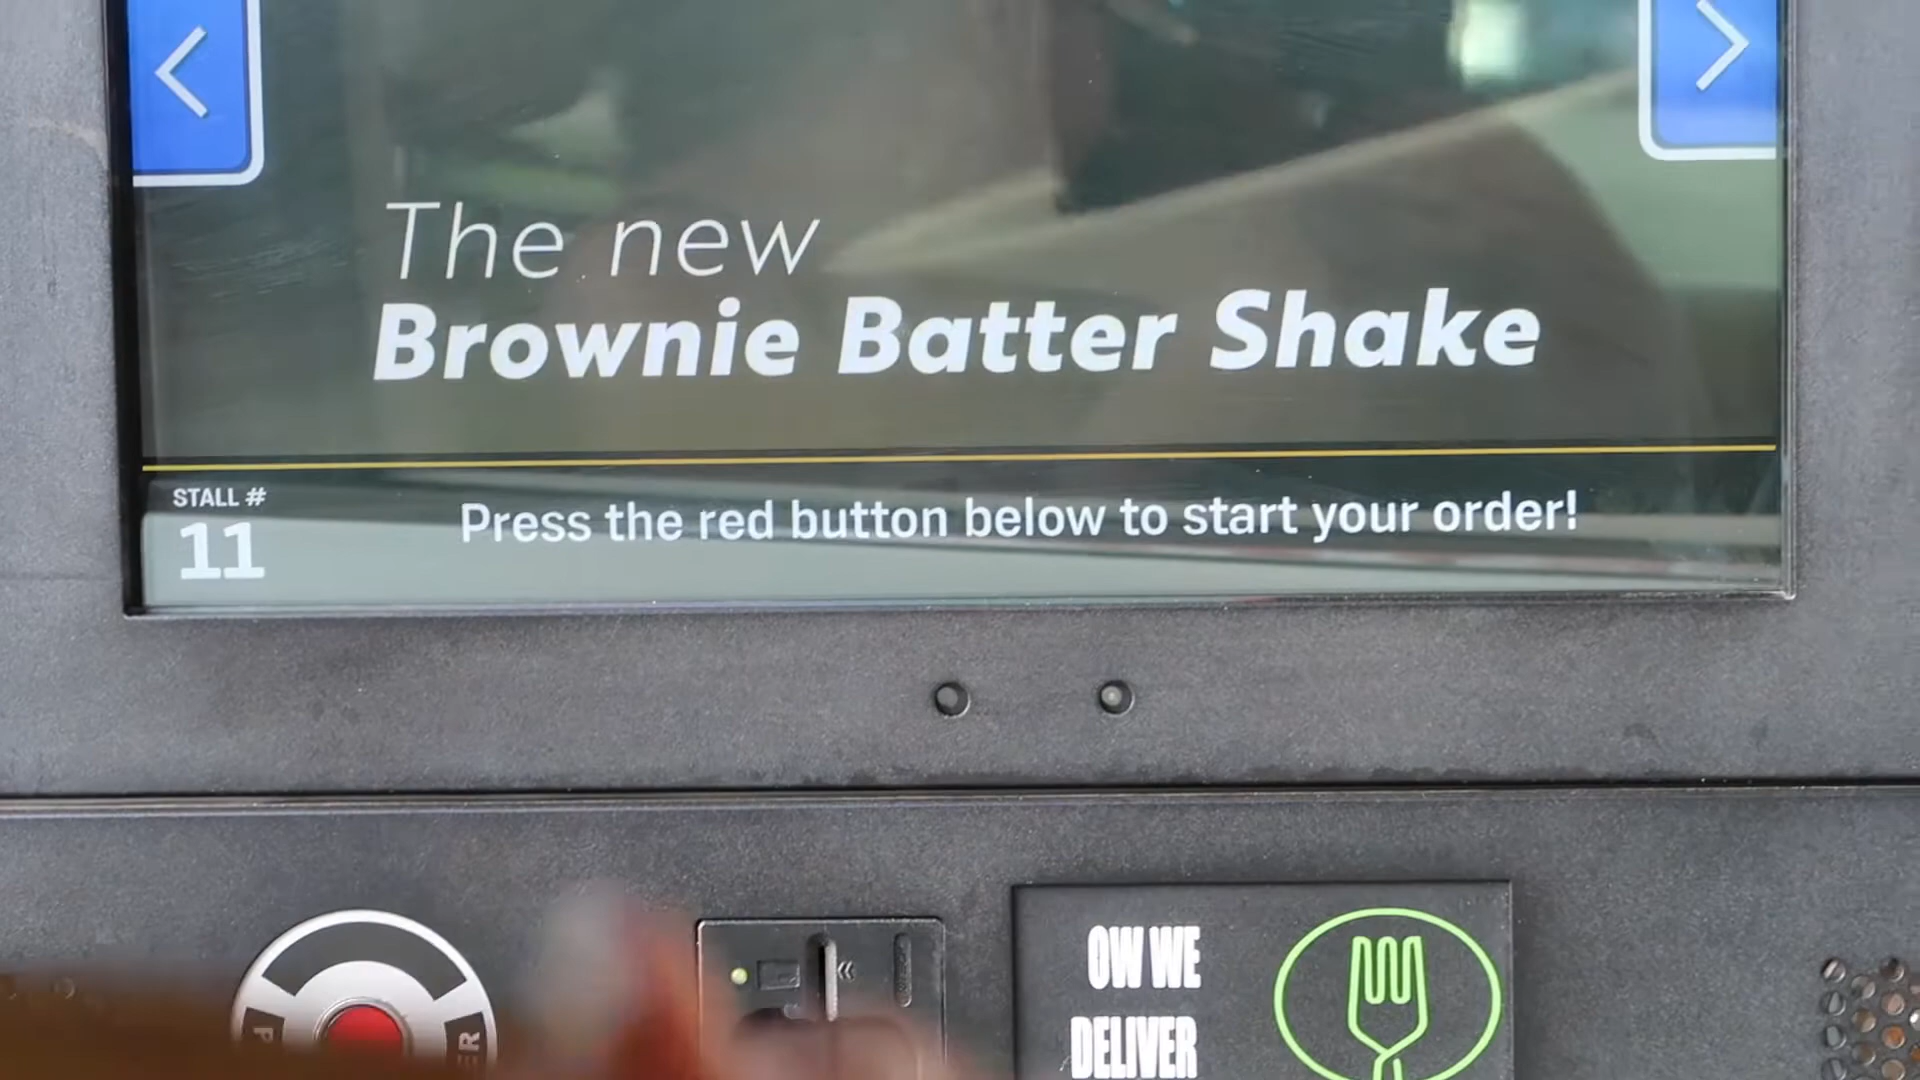 The new
Brownie Batter Shake
STALL #
11
Press the red button below to start your order!
OW WE
DELIVER